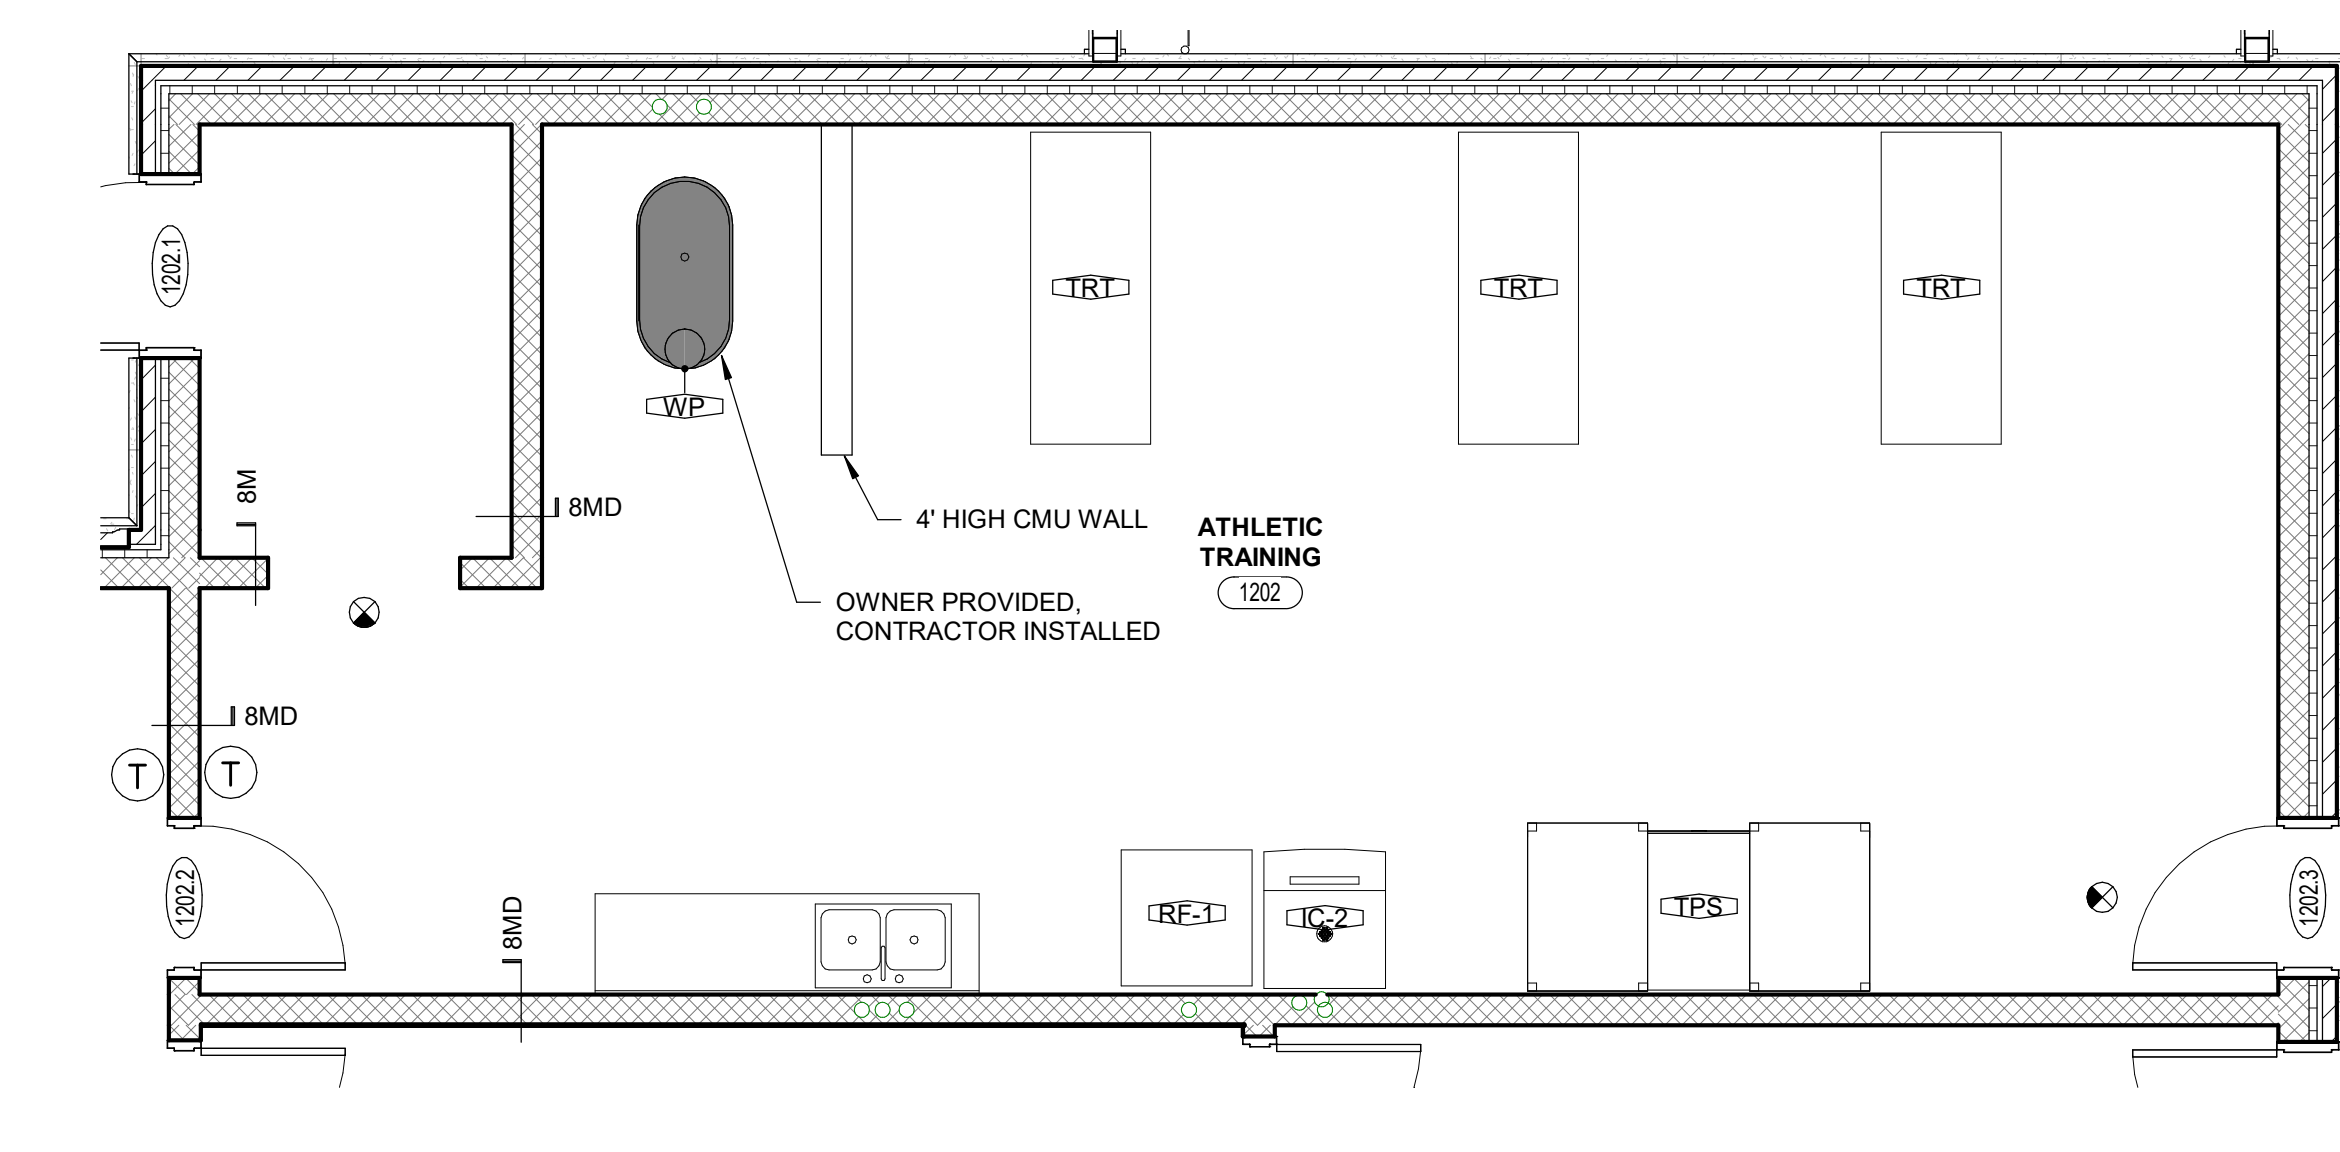 1202.1
TRT
TRT
TRT
WP
8M
8MD
4' HIGH CMU WALL
ATHLETIC
TRAINING
1202
OWNER PROVIDED,
CONTRACTOR INSTALLED
8MD
T
T
1202.2
8MD
RF-1
IC-2
TPS
1202.3